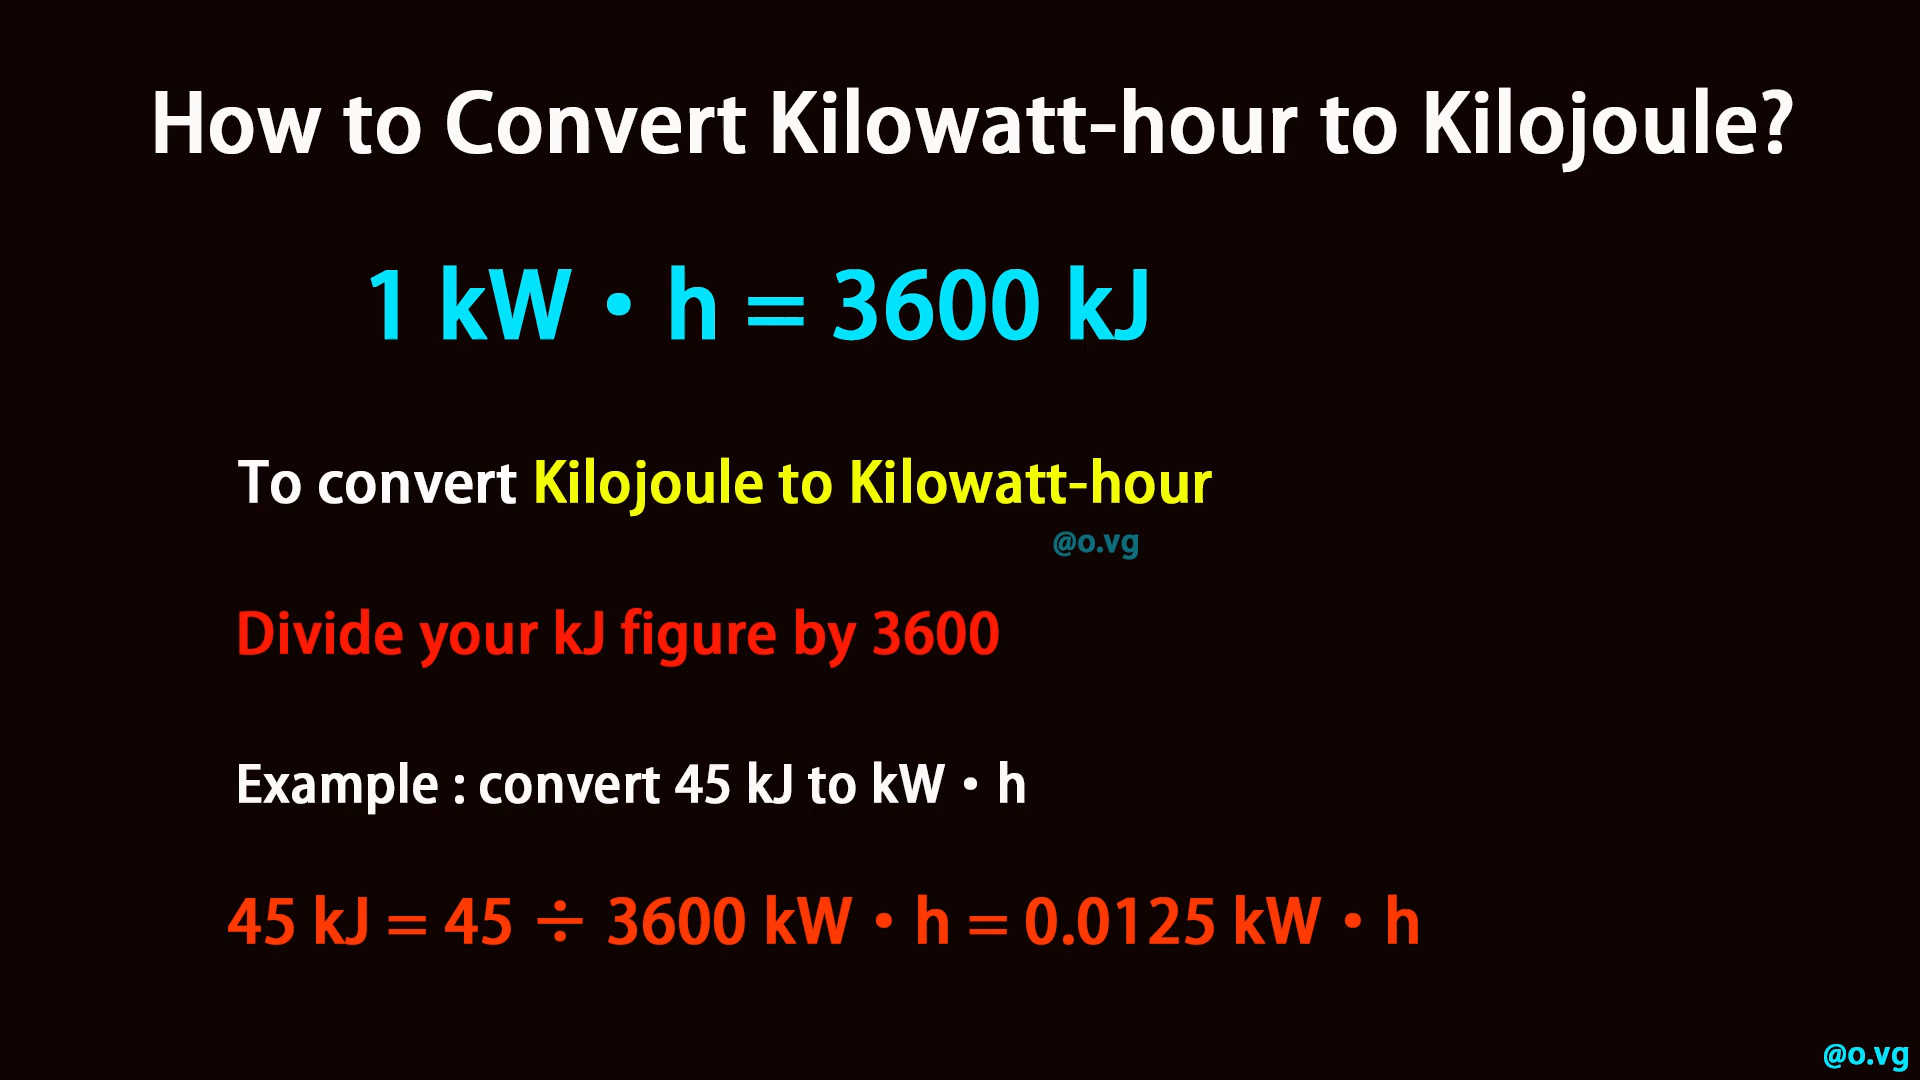 How to Convert Kilowatt-hour to Kilojoule?
1 kW・h = 3600 kJ
To convert Kilojoule to Kilowatt-hour
@o.vg
Divide your kJ figure by 3600
Example : convert 45 kJ to kW・h
45 kJ = 45 ÷ 3600 kW・h = 0.0125 kW・h
@o.vg